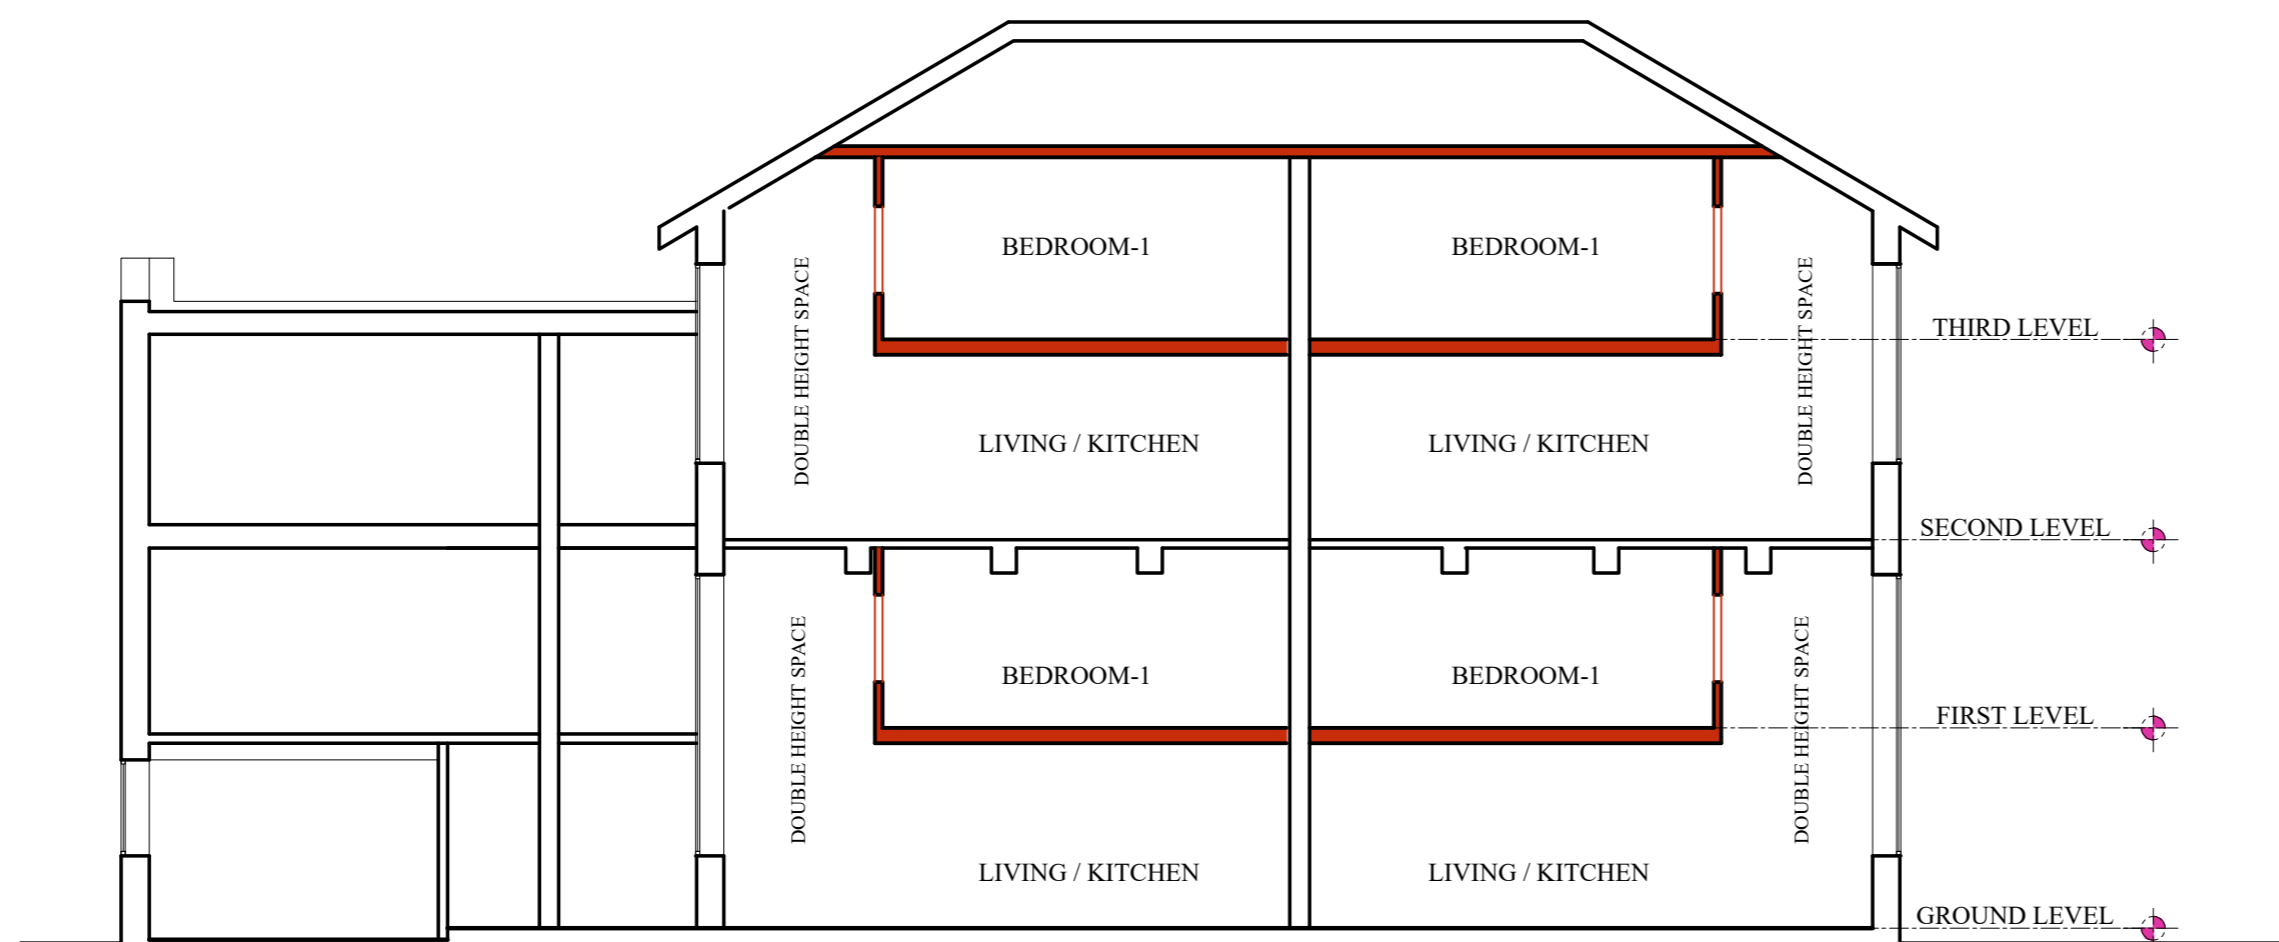 BEDROOM-1
BEDROOM-1
DOUBLE HEIGHT SPACE
DOUBLE HEIGHT SPACE
THIRD LEVEL
LIVING / KITCHEN
LIVING / KITCHEN
SECOND LEVEL
BEDROOM-1
BEDROOM-1
DOUBLE HEIGHT SPACE
DOUBLE HEIGHT SPACE
FIRST LEVEL
LIVING / KITCHEN
LIVING / KITCHEN
GROUND LEVEL